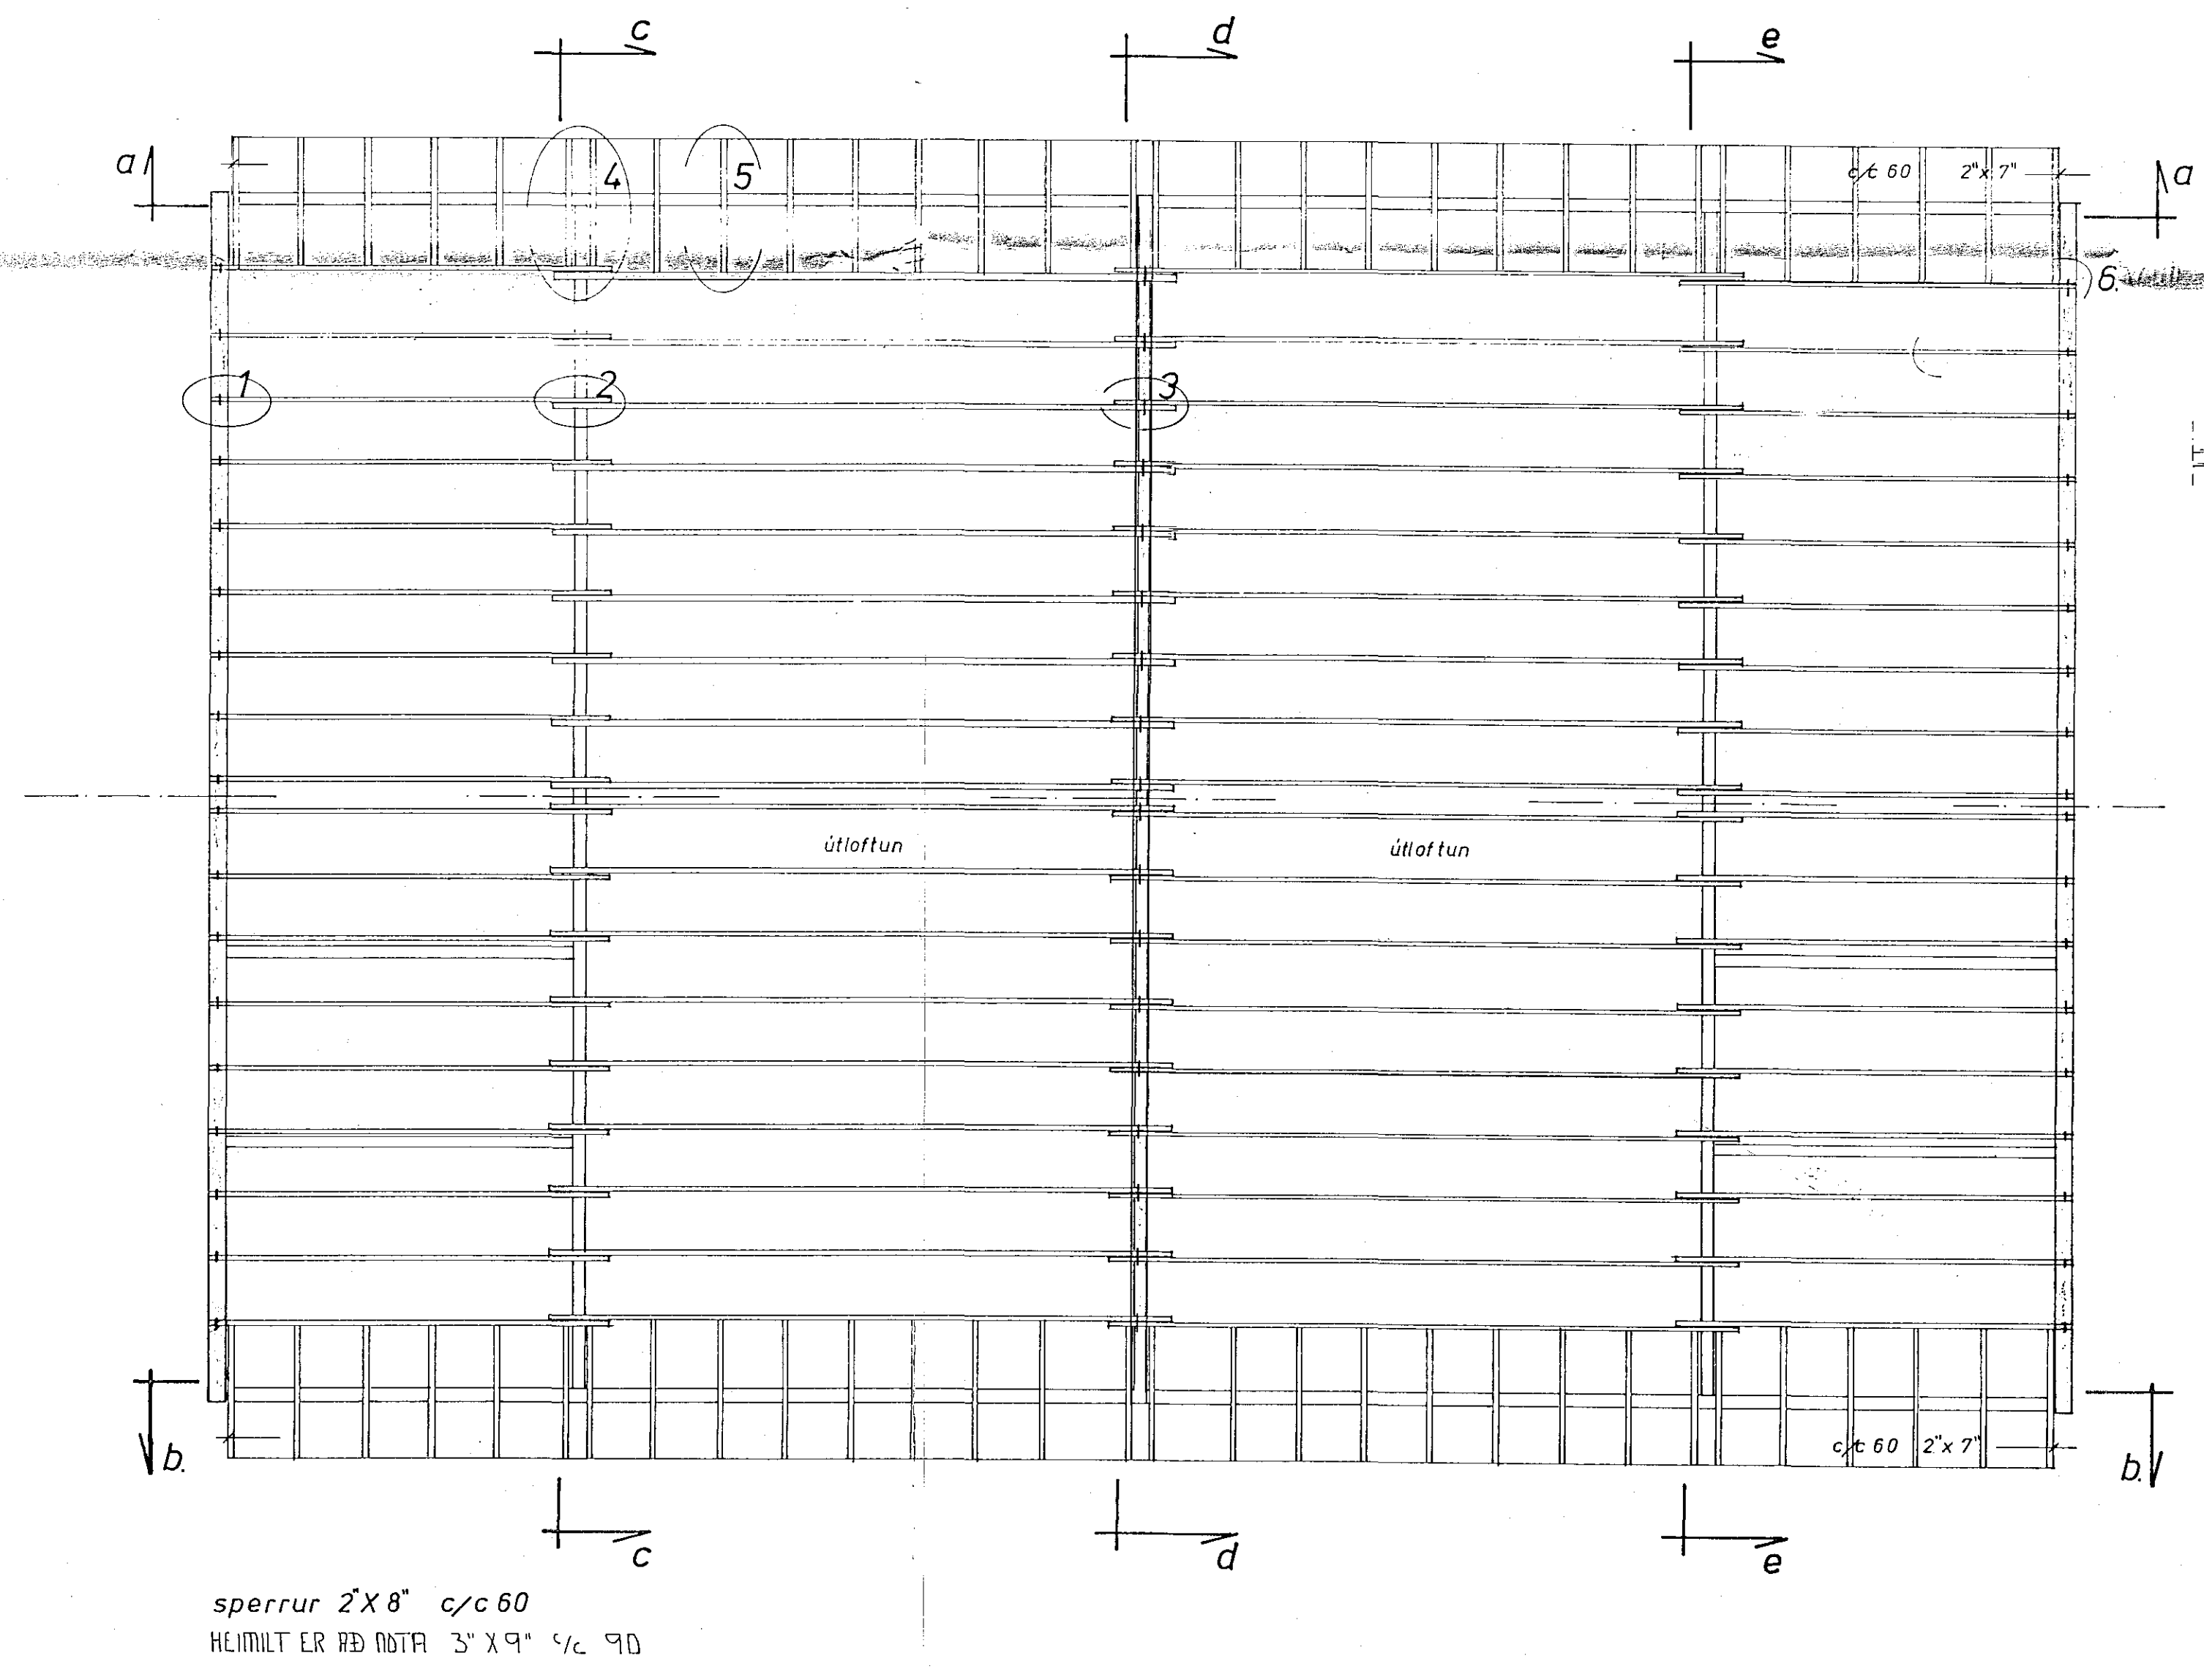 c
d
e
a
a
4
5
c/c 60 2"x 7"
6.
1
2
3
útloftun
útloftun
c/c 60 2"x 7"
b.
b.
c
d
e
sperrur 2"X 8" c/c 60
HEIMILT ER AÐ NOTA 3" X 9" c/c 90